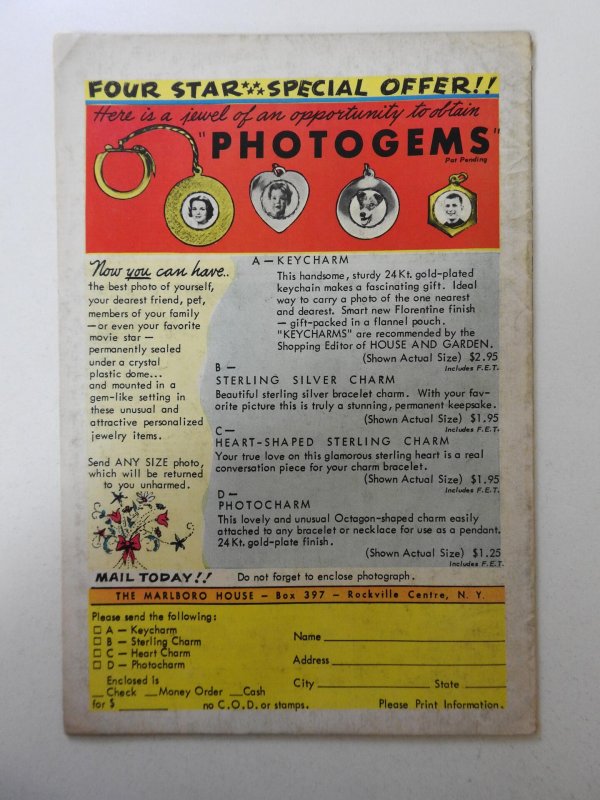 FOUR STAR SPECIAL OFFER!!
Here is a jewel of an opportunity to obtain
"PHOTOGEMS"
Pat Pending
Now you can have..
the best photo of yourself,
your dearest friend, pet,
members of your family
—or even your favorite
movie star —
permanently sealed
under a crystal
plastic dome...
and mounted in a
gem-like setting in
these unusual and
attractive personalized
jewelry items.
Send ANY SIZE photo,
which will be returned
to you unharmed.
A — KEYCHARM
This handsome, sturdy 24 Kt. gold-plated
keychain makes a fascinating gift. Ideal
way to carry a photo of the one nearest
and dearest. Smart new Florentine finish
— gift-packed in a flannel pouch.
"KEYCHARMS" are recommended by the
Shopping Editor of HOUSE AND GARDEN.
(Shown Actual Size) $2.95
Includes F.E.T.
B —
STERLING SILVER CHARM
Beautiful sterling silver bracelet charm. With your fav-
orite picture this is truly a stunning, permanent keepsake.
(Shown Actual Size) $1.95
Includes F.E.T.
C —
HEART-SHAPED STERLING CHARM
Your true love on this glamorous sterling heart is a real
conversation piece for your charm bracelet.
(Shown Actual Size) $1.95
Includes F.E.T.
D —
PHOTOCHARM
This lovely and unusual Octagon-shaped charm easily
attached to any bracelet or necklace for use as a pendant.
24 Kt. gold-plate finish.
(Shown Actual Size) $1.25
Includes F.E.T.
MAIL TODAY!! Do not forget to enclose photograph.
THE MARLBORO HOUSE — Box 397 — Rockville Centre, N. Y.
Please send the following:
A — Keycharm
B — Sterling Charm
C — Heart Charm
D — Photocharm
Enclosed is
__Check __Money Order __Cash
for $ ________ no C.O.D. or stamps.
Name
Address
City State
Please Print Information.